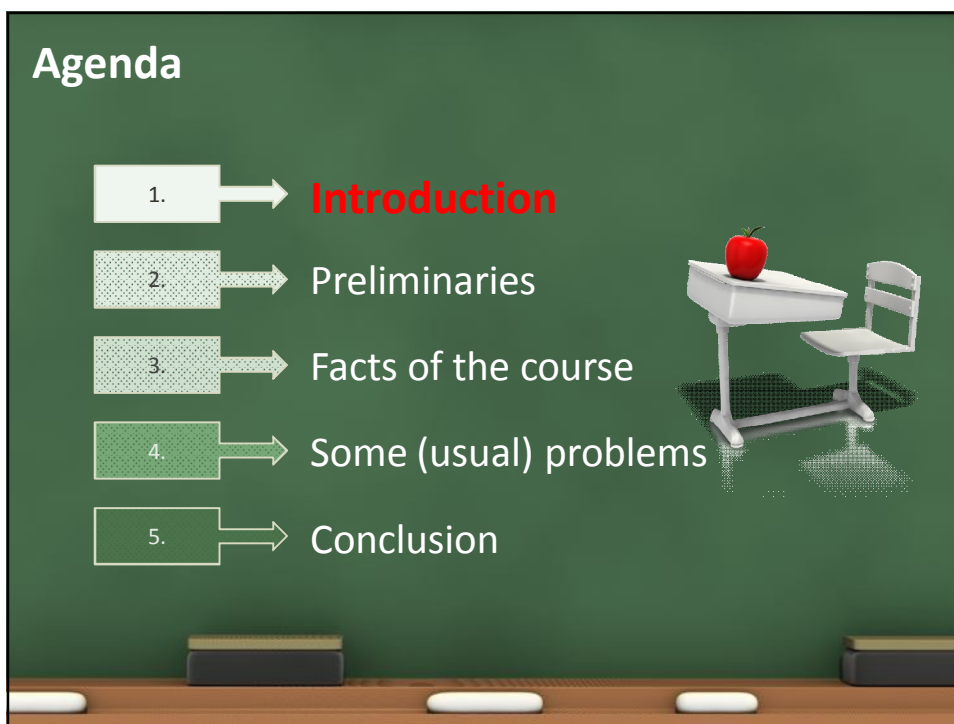 Agenda
1. Introduction
2. Preliminaries
3. Facts of the course
4. Some (usual) problems
5. Conclusion